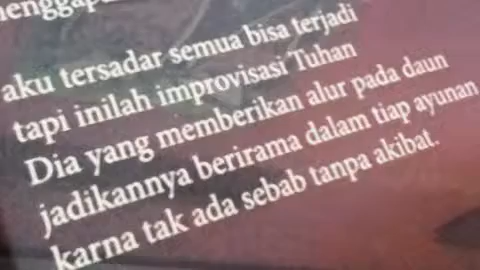 aku tersadar semua bisa terjadi
tapi inilah improvisasi Tuhan
Dia yang memberikan alur pada daun
jadikannya berirama dalam tiap ayunan
karna tak ada sebab tanpa akibat.